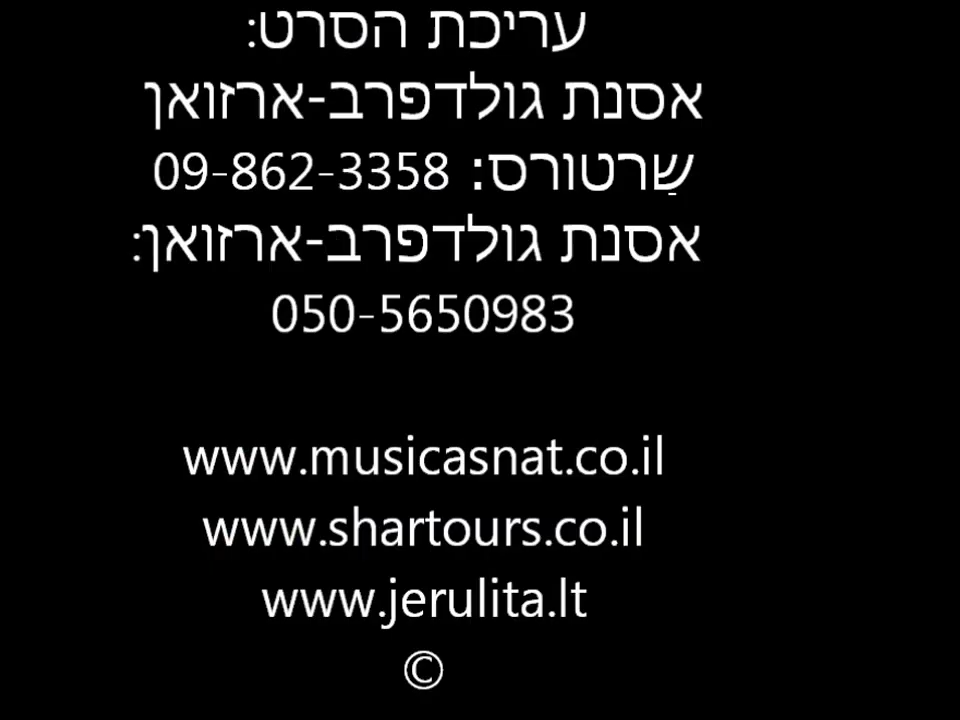 עריכת הסרט:
אסנת גולדפרב-ארזואן
שַרטורס: 09-862-3358
אסנת גולדפרב-ארזואן:
050-5650983
www.musicasnat.co.il
www.shartours.co.il
www.jerulita.lt
©